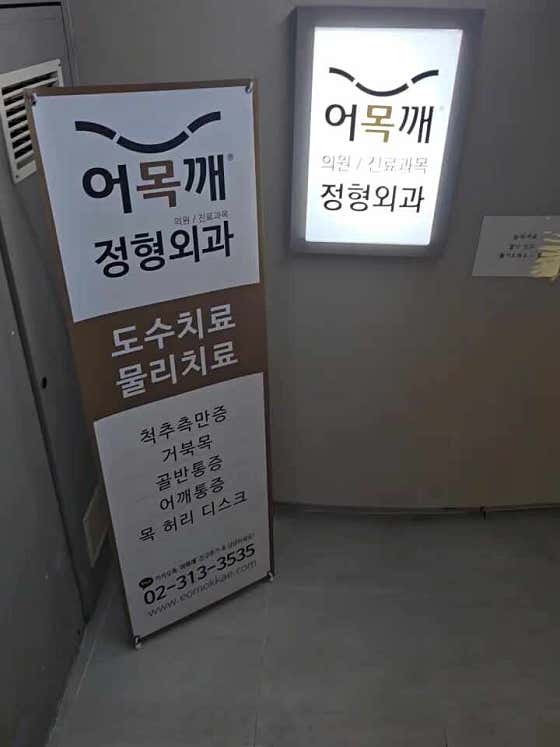 어목깨®
의원 / 진료과목
정형외과
도수치료
물리치료
척추측만증
거북목
골반통증
어깨통증
목 허리 디스크
02-313-3535
www.eomokkae.com
어목깨
의원 / 진료과목
정형외과